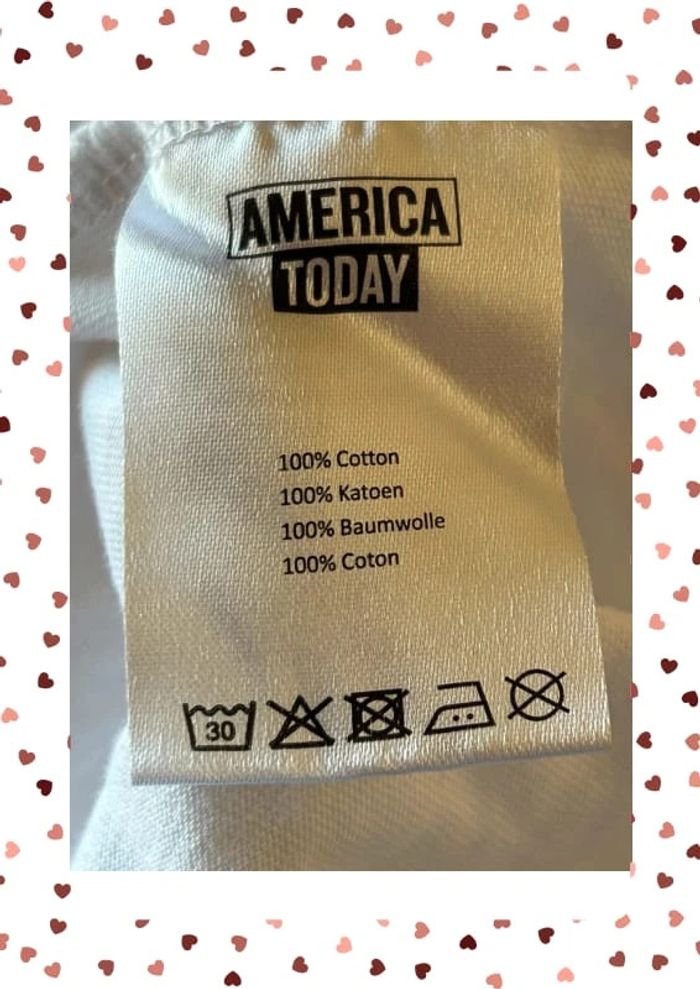 AMERICA
TODAY
100% Cotton
100% Katoen
100% Baumwolle
100% Coton
30